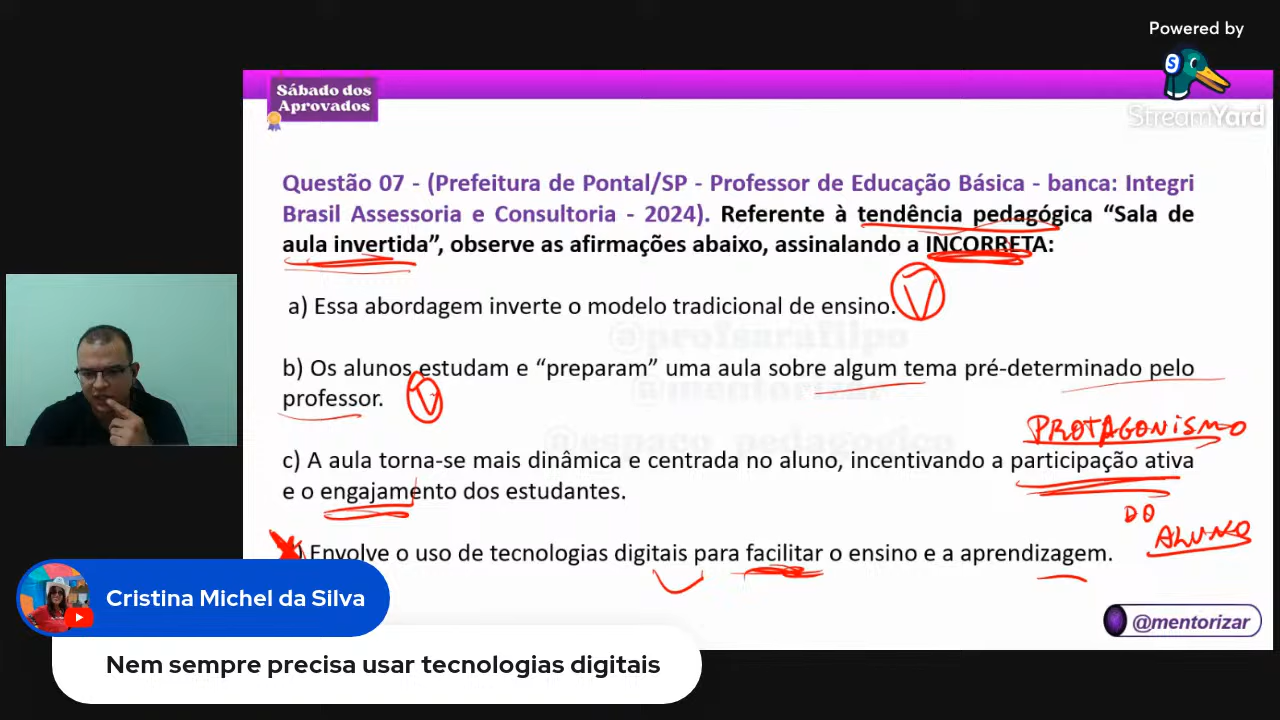 Powered by
StreamYard
Sábado dos
Aprovados
Questão 07 - (Prefeitura de Pontal/SP - Professor de Educação Básica - banca: Integri
Brasil Assessoria e Consultoria - 2024). Referente à tendência pedagógica “Sala de
aula invertida”, observe as afirmações abaixo, assinalando a INCORRETA:
a) Essa abordagem inverte o modelo tradicional de ensino. V
@profsarafilpo
b) Os alunos estudam e “preparam” uma aula sobre algum tema pré-determinado pelo
@mentorizar
professor. V
PROTAGONISMO
@espaço_pedagogico
c) A aula torna-se mais dinâmica e centrada no aluno, incentivando a participação ativa
e o engajamento dos estudantes.
DO
ALUNO
) Envolve o uso de tecnologias digitais para facilitar o ensino e a aprendizagem.
Cristina Michel da Silva
@mentorizar
Nem sempre precisa usar tecnologias digitais